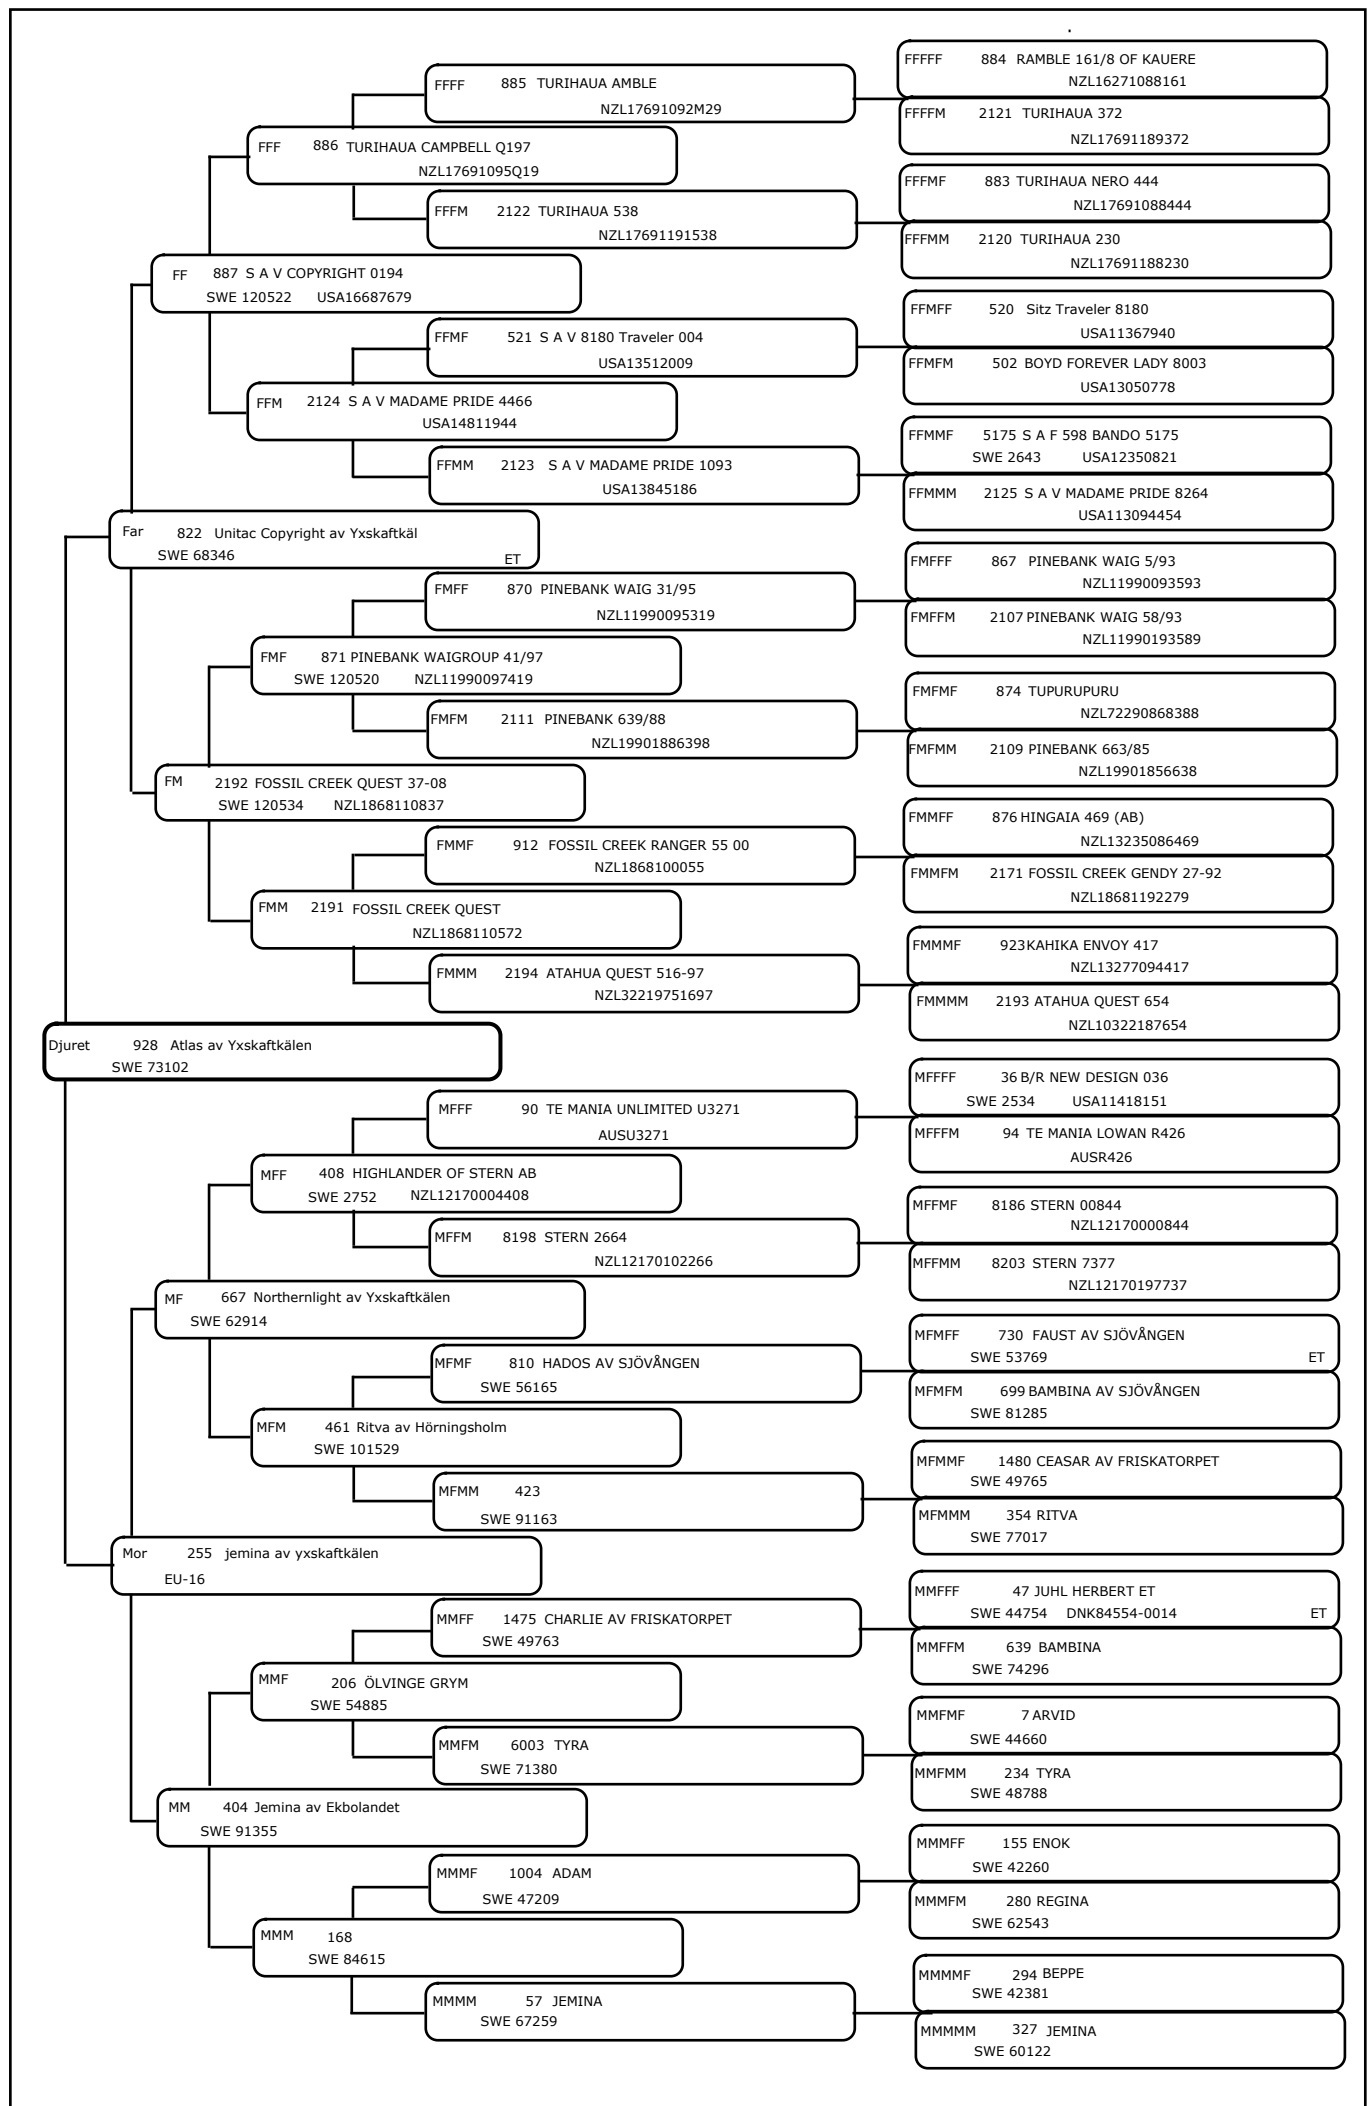 FFFFF 884 RAMBLE 161/8 OF KAUERE
NZL16271088161
FFFF 885 TURIHAUA AMBLE
NZL17691092M29
FFFFM 2121 TURIHAUA 372
NZL17691189372
FFF 886 TURIHAUA CAMPBELL Q197
NZL17691095Q19
FFFMF 883 TURIHAUA NERO 444
NZL17691088444
FFFM 2122 TURIHAUA 538
NZL17691191538
FFFMM 2120 TURIHAUA 230
NZL17691188230
FF 887 S A V COPYRIGHT 0194
SWE 120522 USA16687679
FFMFF 520 Sitz Traveler 8180
USA11367940
FFMF 521 S A V 8180 Traveler 004
USA13512009
FFMFM 502 BOYD FOREVER LADY 8003
USA13050778
FFM 2124 S A V MADAME PRIDE 4466
USA14811944
FFMMF 5175 S A F 598 BANDO 5175
SWE 2643 USA12350821
FFMM 2123 S A V MADAME PRIDE 1093
USA13845186
FFMMM 2125 S A V MADAME PRIDE 8264
USA113094454
Far 822 Unitac Copyright av Yxskaftkäl
SWE 68346 ET
FMFFF 867 PINEBANK WAIG 5/93
NZL11990093593
FMFF 870 PINEBANK WAIG 31/95
NZL11990095319
FMFFM 2107 PINEBANK WAIG 58/93
NZL11990193589
FMF 871 PINEBANK WAIGROUP 41/97
SWE 120520 NZL11990097419
FMFMF 874 TUPURUPURU
NZL72290868388
FMFM 2111 PINEBANK 639/88
NZL19901886398
FMFMM 2109 PINEBANK 663/85
NZL19901856638
FM 2192 FOSSIL CREEK QUEST 37-08
SWE 120534 NZL1868110837
FMMFF 876 HINGAIA 469 (AB)
NZL13235086469
FMMF 912 FOSSIL CREEK RANGER 55 00
NZL1868100055
FMMFM 2171 FOSSIL CREEK GENDY 27-92
NZL18681192279
FMM 2191 FOSSIL CREEK QUEST
NZL1868110572
FMMMF 923 KAHIKA ENVOY 417
NZL13277094417
FMMM 2194 ATAHUA QUEST 516-97
NZL32219751697
FMMMM 2193 ATAHUA QUEST 654
NZL10322187654
Djuret 928 Atlas av Yxskaftkälen
SWE 73102
MFFFF 36 B/R NEW DESIGN 036
SWE 2534 USA11418151
MFFF 90 TE MANIA UNLIMITED U3271
AUSU3271
MFFFM 94 TE MANIA LOWAN R426
AUSR426
MFF 408 HIGHLANDER OF STERN AB
SWE 2752 NZL12170004408
MFFMF 8186 STERN 00844
NZL12170000844
MFFM 8198 STERN 2664
NZL12170102266
MFFMM 8203 STERN 7377
NZL12170197737
MF 667 Northernlight av Yxskaftkälen
SWE 62914
MFMFF 730 FAUST AV SJÖVÅNGEN
SWE 53769 ET
MFMF 810 HADOS AV SJÖVÅNGEN
SWE 56165
MFMFM 699 BAMBINA AV SJÖVÅNGEN
SWE 81285
MFM 461 Ritva av Hörningsholm
SWE 101529
MFMMF 1480 CEASAR AV FRISKATORPET
SWE 49765
MFMM 423
SWE 91163
MFMMM 354 RITVA
SWE 77017
Mor 255 jemina av yxskaftkälen
EU-16
MMFFF 47 JUHL HERBERT ET
SWE 44754 DNK84554-0014 ET
MMFF 1475 CHARLIE AV FRISKATORPET
SWE 49763
MMFFM 639 BAMBINA
SWE 74296
MMF 206 ÖLVINGE GRYM
SWE 54885
MMFMF 7 ARVID
SWE 44660
MMFM 6003 TYRA
SWE 71380
MMFMM 234 TYRA
SWE 48788
MM 404 Jemina av Ekbolandet
SWE 91355
MMMFF 155 ENOK
SWE 42260
MMMF 1004 ADAM
SWE 47209
MMMFM 280 REGINA
SWE 62543
MMM 168
SWE 84615
MMMMF 294 BEPPE
SWE 42381
MMMM 57 JEMINA
SWE 67259
MMMMM 327 JEMINA
SWE 60122